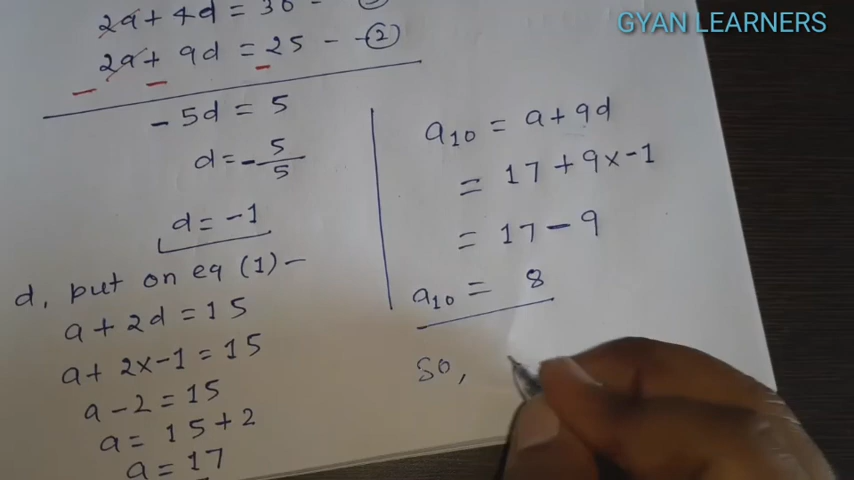 GYAN LEARNERS
2a + 4d = 30 -
2a + 9d = 25 - - (2)
- - -
-5d = 5
d = - 5/5
d = -1
d, put on eq (1) -
a + 2d = 15
a + 2x-1 = 15
a - 2 = 15
a = 15 + 2
a = 17
a10 = a + 9d
= 17 + 9x-1
= 17 - 9
a10 = 8
So,